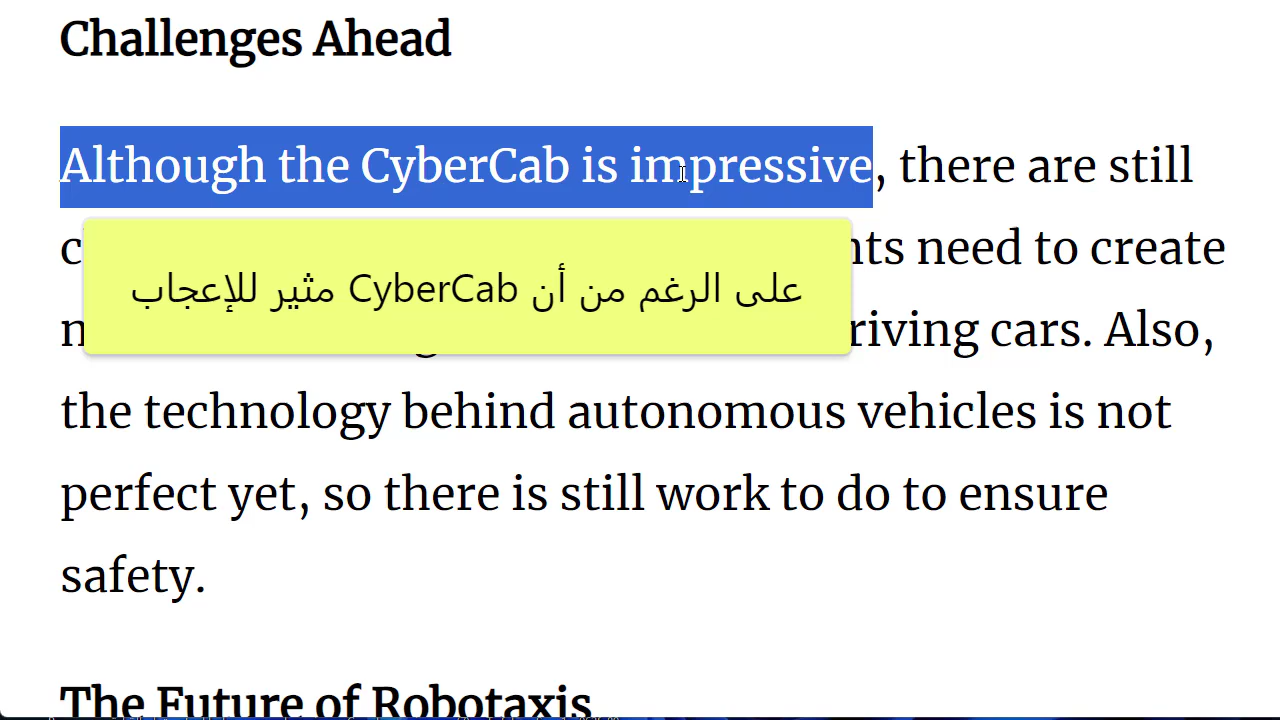 Challenges Ahead
Although the CyberCab is impressive, there are still
على الرغم من أن CyberCab مثير للإعجاب
need to create
cars. Also,
the technology behind autonomous vehicles is not
perfect yet, so there is still work to do to ensure
safety.
The Future of Robotaxis